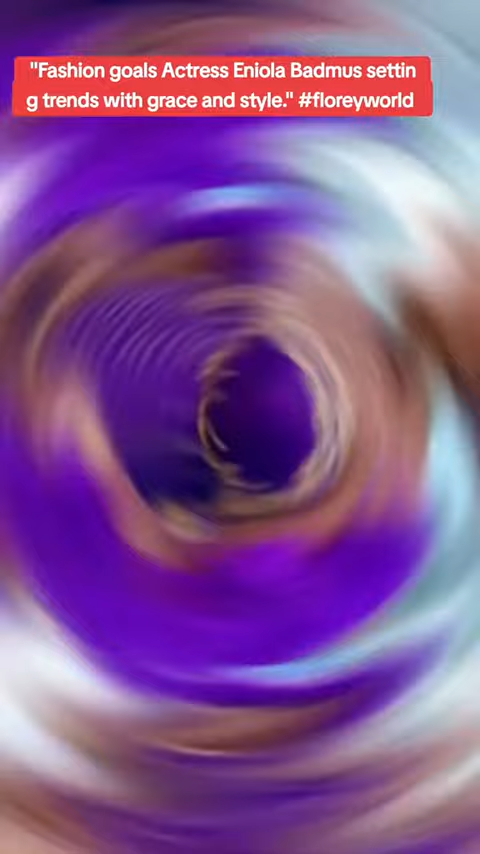 "Fashion goals Actress Eniola Badmus settin
g trends with grace and style." #floreyworld